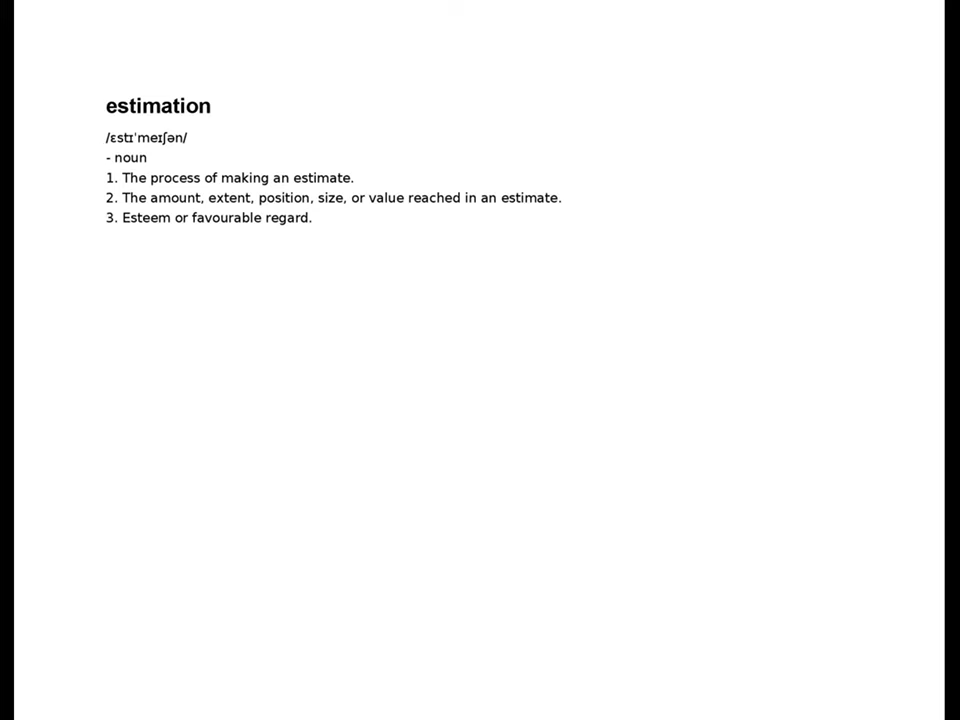 estimation
/ɛstɪˈmeɪʃən/
- noun
1. The process of making an estimate.
2. The amount, extent, position, size, or value reached in an estimate.
3. Esteem or favourable regard.